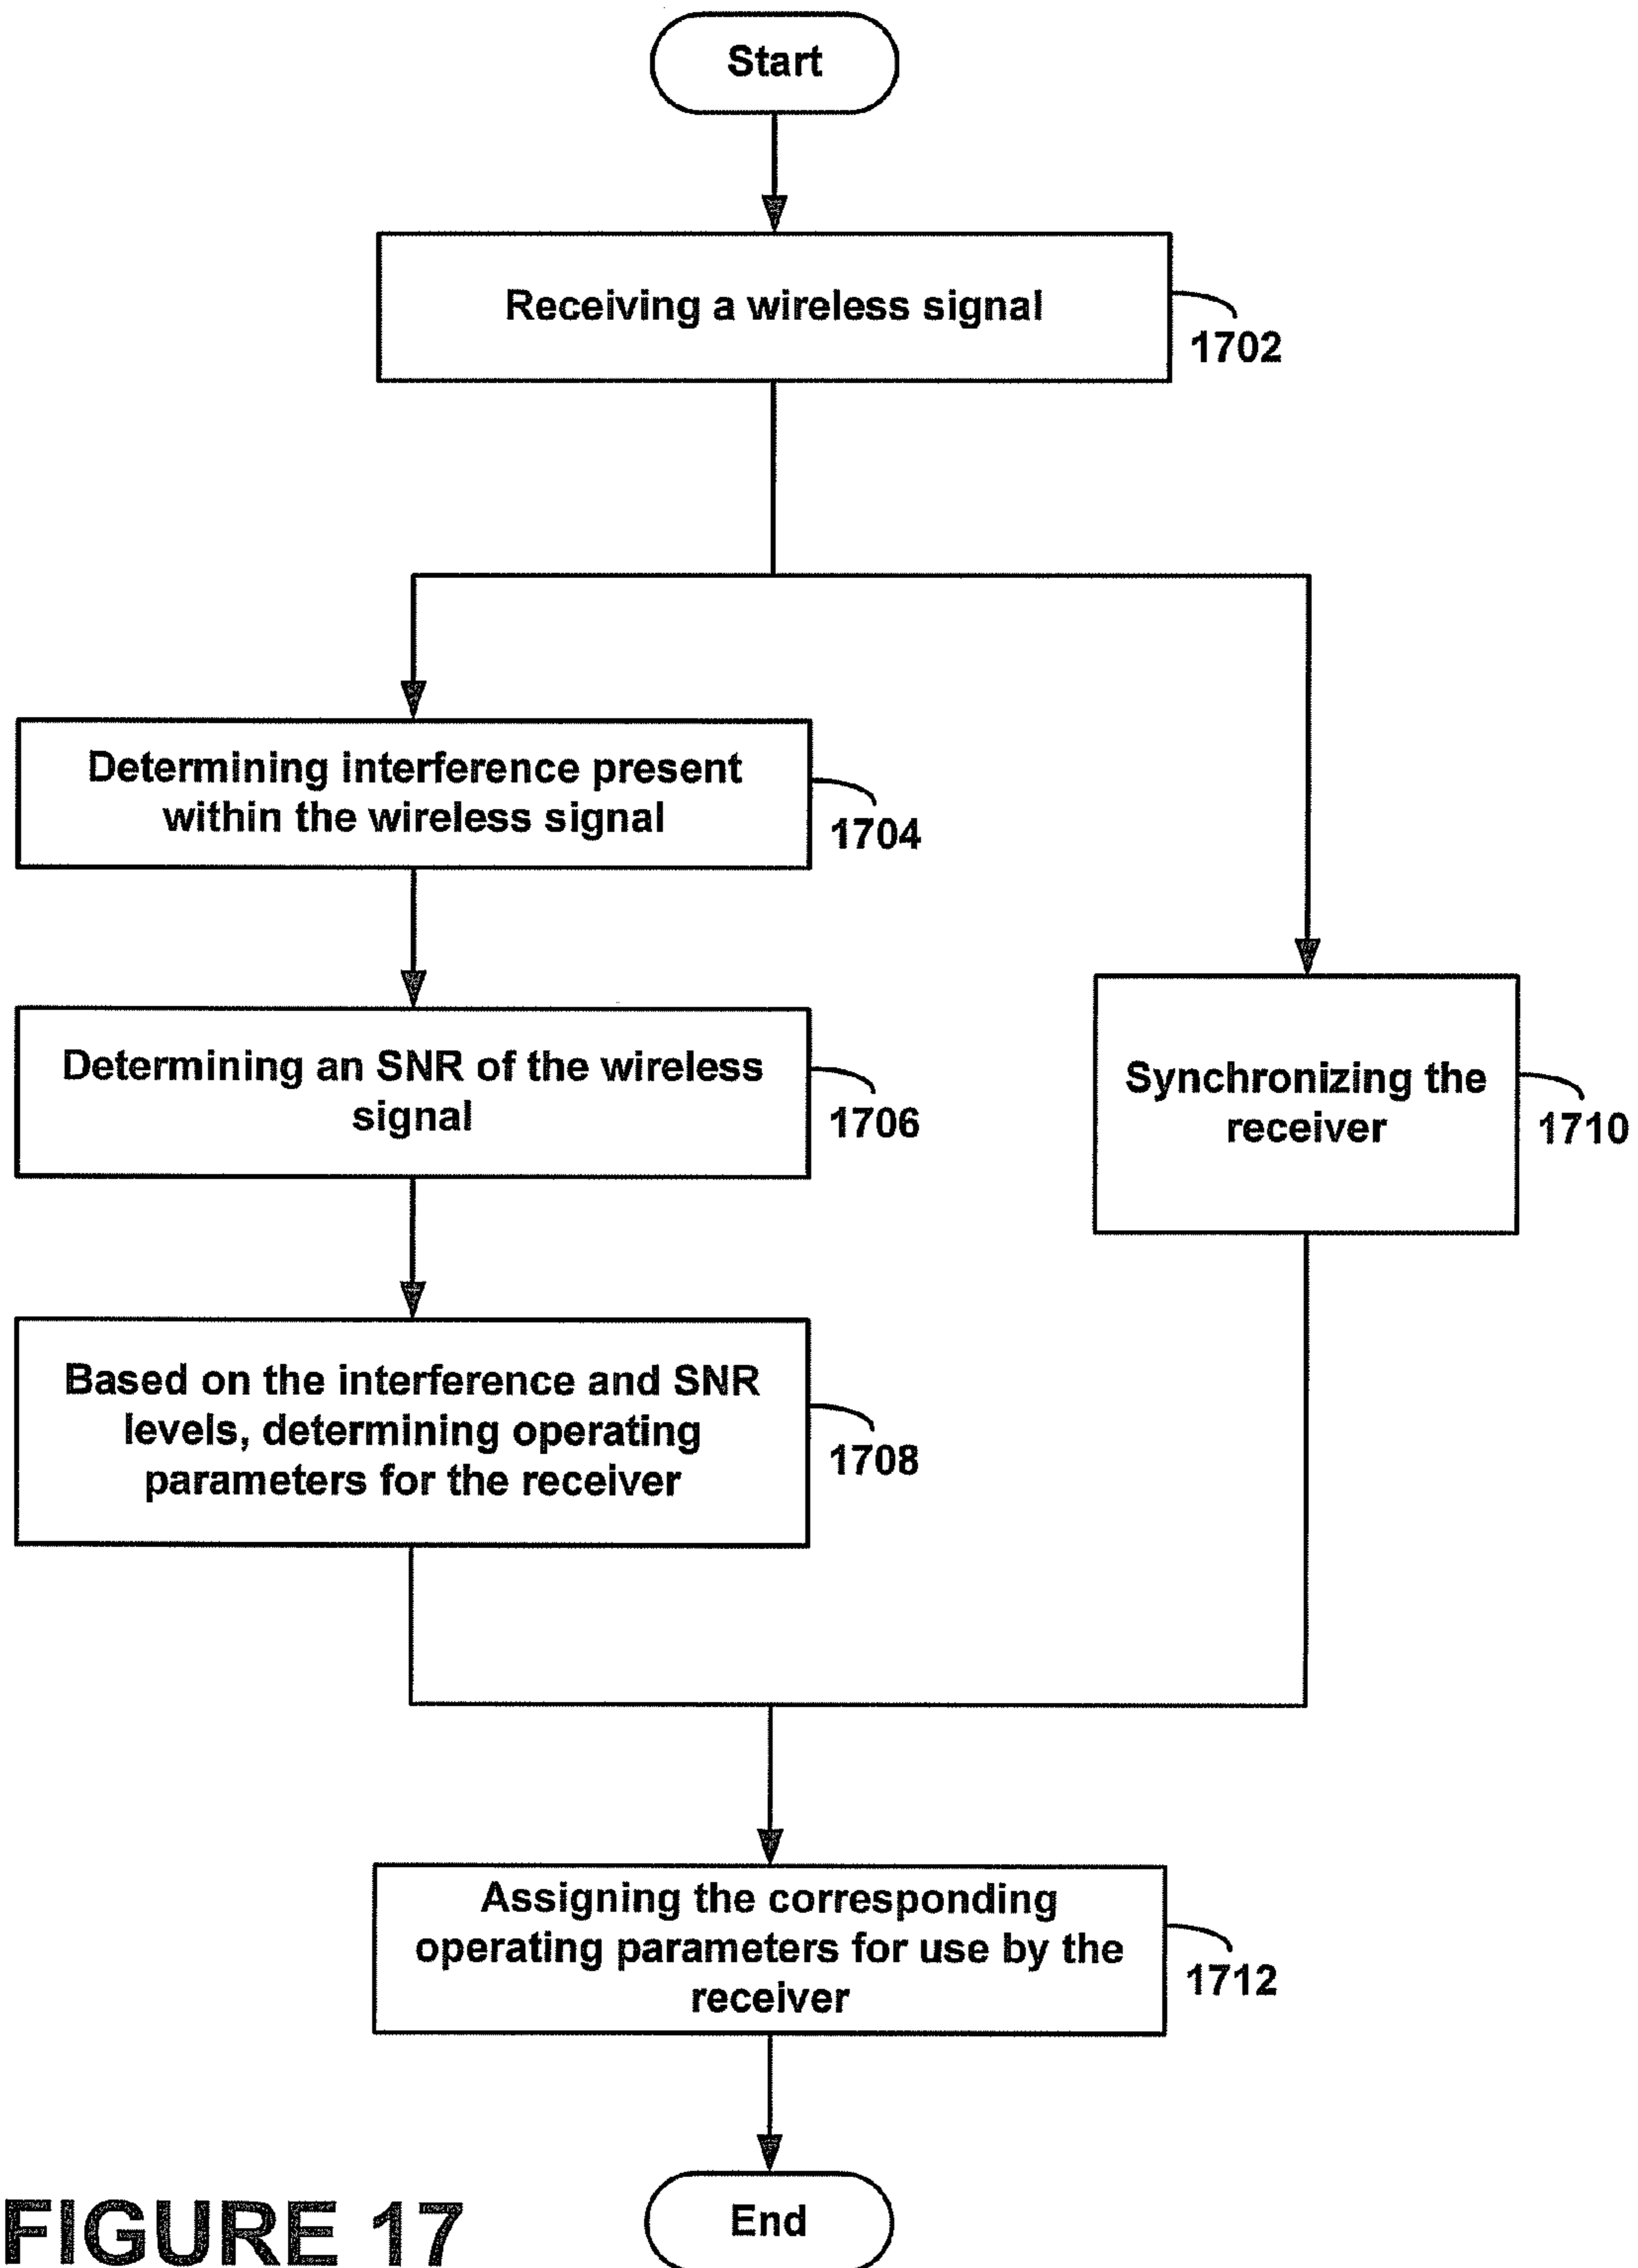 Start
Receiving a wireless signal
1702
Determining interference present
within the wireless signal
1704
Determining an SNR of the wireless
signal
1706
Synchronizing the
receiver
1710
Based on the interference and SNR
levels, determining operating
parameters for the receiver
1708
Assigning the corresponding
operating parameters for use by the
receiver
1712
End
FIGURE 17